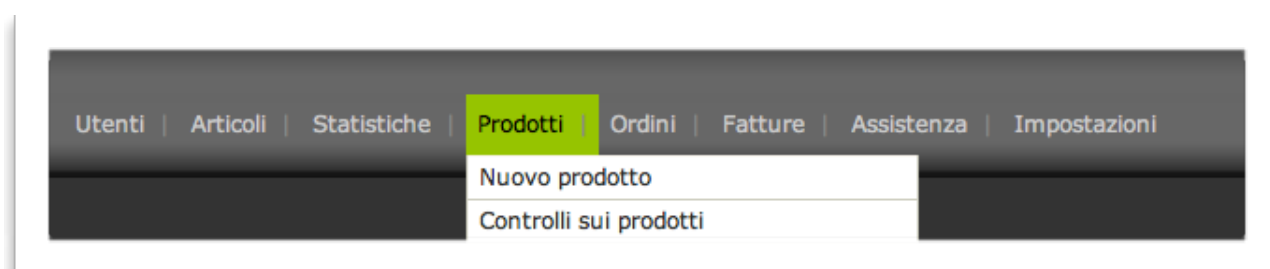 Utenti | Articoli | Statistiche | Prodotti | Ordini | Fatture | Assistenza | Impostazioni
Nuovo prodotto
Controlli sui prodotti